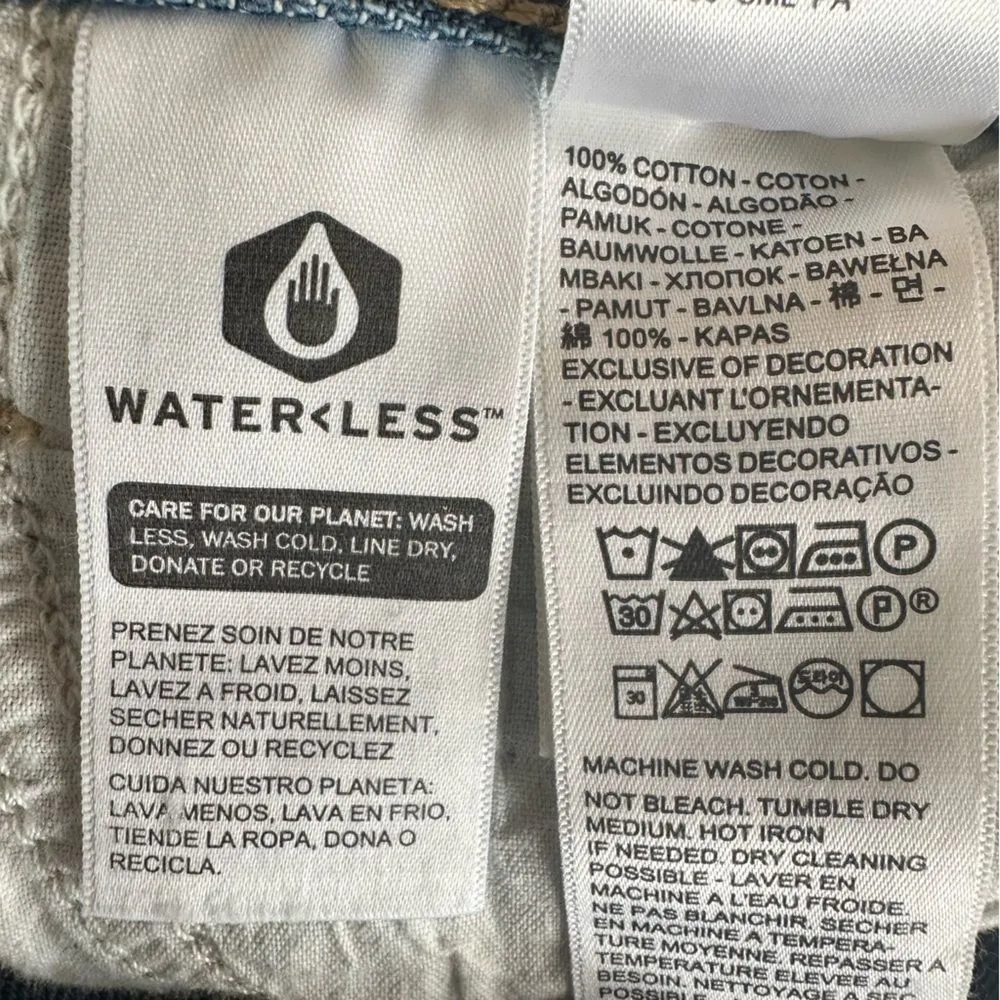 WATER<LESS™
CARE FOR OUR PLANET: WASH
LESS, WASH COLD, LINE DRY,
DONATE OR RECYCLE
PRENEZ SOIN DE NOTRE
PLANETE: LAVEZ MOINS,
LAVEZ A FROID, LAISSEZ
SECHER NATURELLEMENT,
DONNEZ OU RECYCLEZ
CUIDA NUESTRO PLANETA:
LAVA MENOS, LAVA EN FRIO,
TIENDE LA ROPA, DONA O
RECICLA.
100% COTTON - COTON -
ALGODÓN - ALGODÃO -
PAMUK - COTONE -
BAUMWOLLE - KATOEN - BA
MBAKI - ХЛОПОК - BAWEŁNA
- PAMUT - BAVLNA - 棉 - 면 -
綿 100% - KAPAS
EXCLUSIVE OF DECORATION
- EXCLUANT L'ORNEMENTA-
TION - EXCLUYENDO
ELEMENTOS DECORATIVOS -
EXCLUINDO DECORAÇÃO
P
30 P ®
30 드라이
MACHINE WASH COLD. DO
NOT BLEACH. TUMBLE DRY
MEDIUM. HOT IRON
IF NEEDED. DRY CLEANING
POSSIBLE - LAVER EN
MACHINE A L'EAU FROIDE.
NE PAS BLANCHIR. SECHER
EN MACHINE A TEMPERA-
TURE MOYENNE. REPASSER A
TEMPERATURE ELEVEE AU
BESOIN. NETTOYAGE A